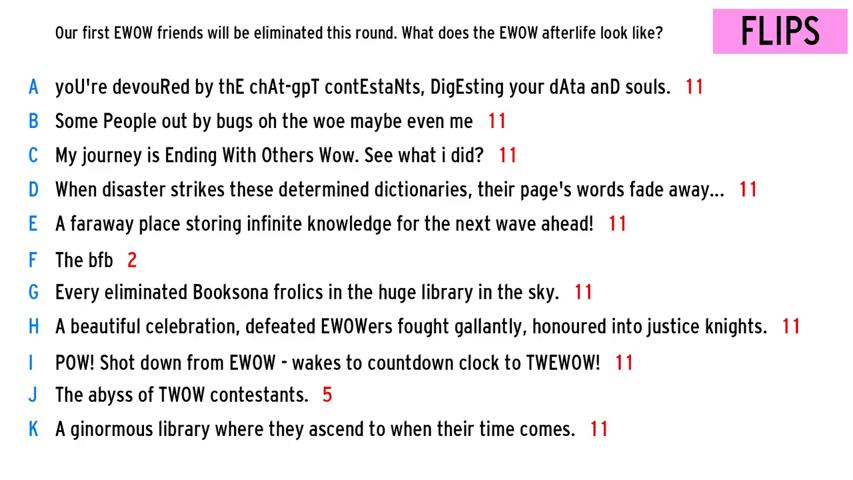 Our first EWOW friends will be eliminated this round. What does the EWOW afterlife look like?
FLIPS
A yoU're devouRed by thE chAt-gpT contEstaNts, DigEsting your dAta anD souls. 11
B Some People out by bugs oh the woe maybe even me 11
C My journey is Ending With Others Wow. See what i did? 11
D When disaster strikes these determined dictionaries, their page's words fade away... 11
E A faraway place storing infinite knowledge for the next wave ahead! 11
F The bfb 2
G Every eliminated Booksona frolics in the huge library in the sky. 11
H A beautiful celebration, defeated EWOWers fought gallantly, honoured into justice knights. 11
I POW! Shot down from EWOW - wakes to countdown clock to TWEWOW! 11
J The abyss of TWOW contestants. 5
K A ginormous library where they ascend to when their time comes. 11